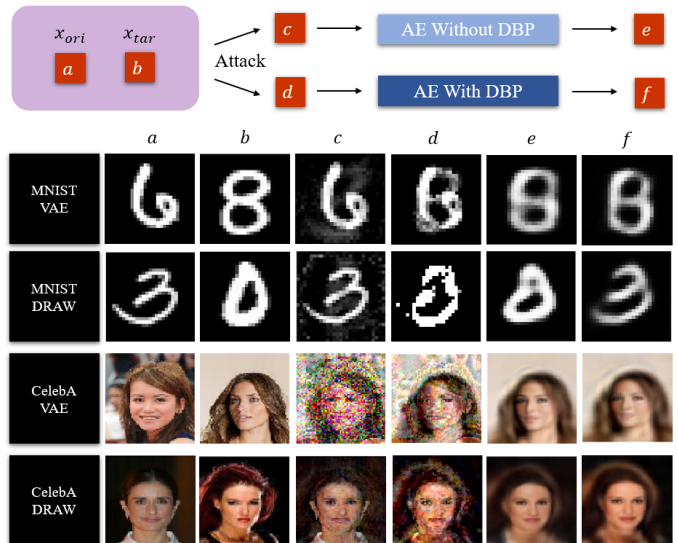 x_ori x_tar
a b
Attack
c AE Without DBP e
d AE With DBP f
a b c d e f
MNIST
VAE
MNIST
DRAW
CelebA
VAE
CelebA
DRAW